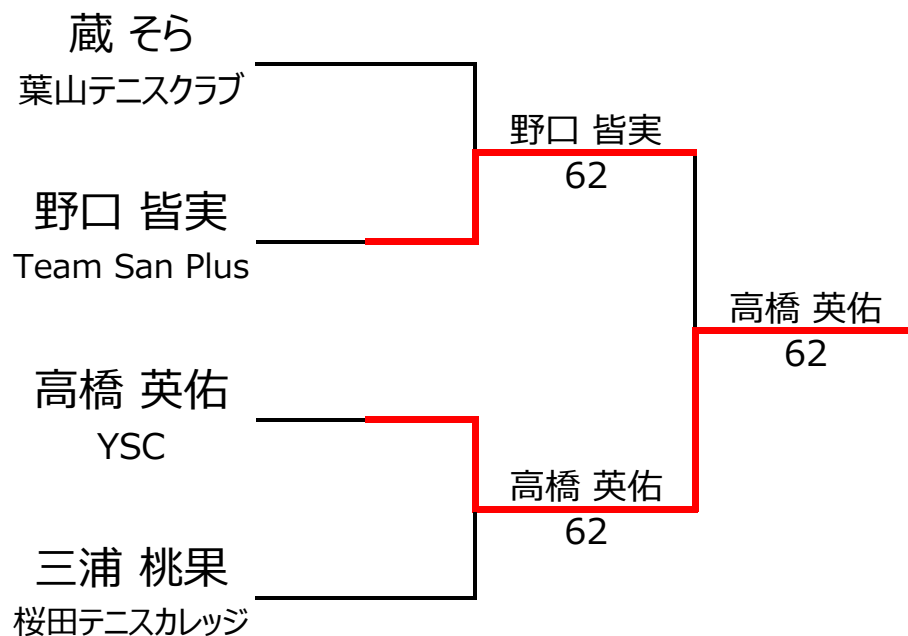 蔵 そら
葉山テニスクラブ
野口 皆実
62
野口 皆実
Team San Plus
高橋 英佑
62
高橋 英佑
YSC
高橋 英佑
62
三浦 桃果
桜田テニスカレッジ